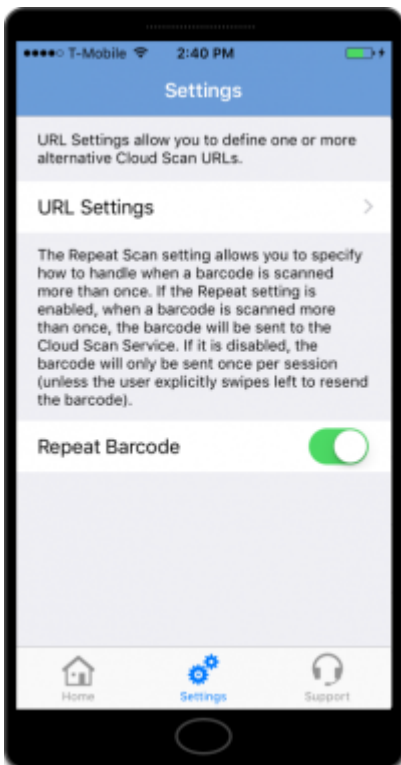 T-Mobile 2:40 PM
Settings
URL Settings allow you to define one or more
alternative Cloud Scan URLs.
URL Settings
The Repeat Scan setting allows you to specify
how to handle when a barcode is scanned
more than once. If the Repeat setting is
enabled, when a barcode is scanned more
than once, the barcode will be sent to the
Cloud Scan Service. If it is disabled, the
barcode will only be sent once per session
(unless the user explicitly swipes left to resend
the barcode).
Repeat Barcode
Home Settings Support